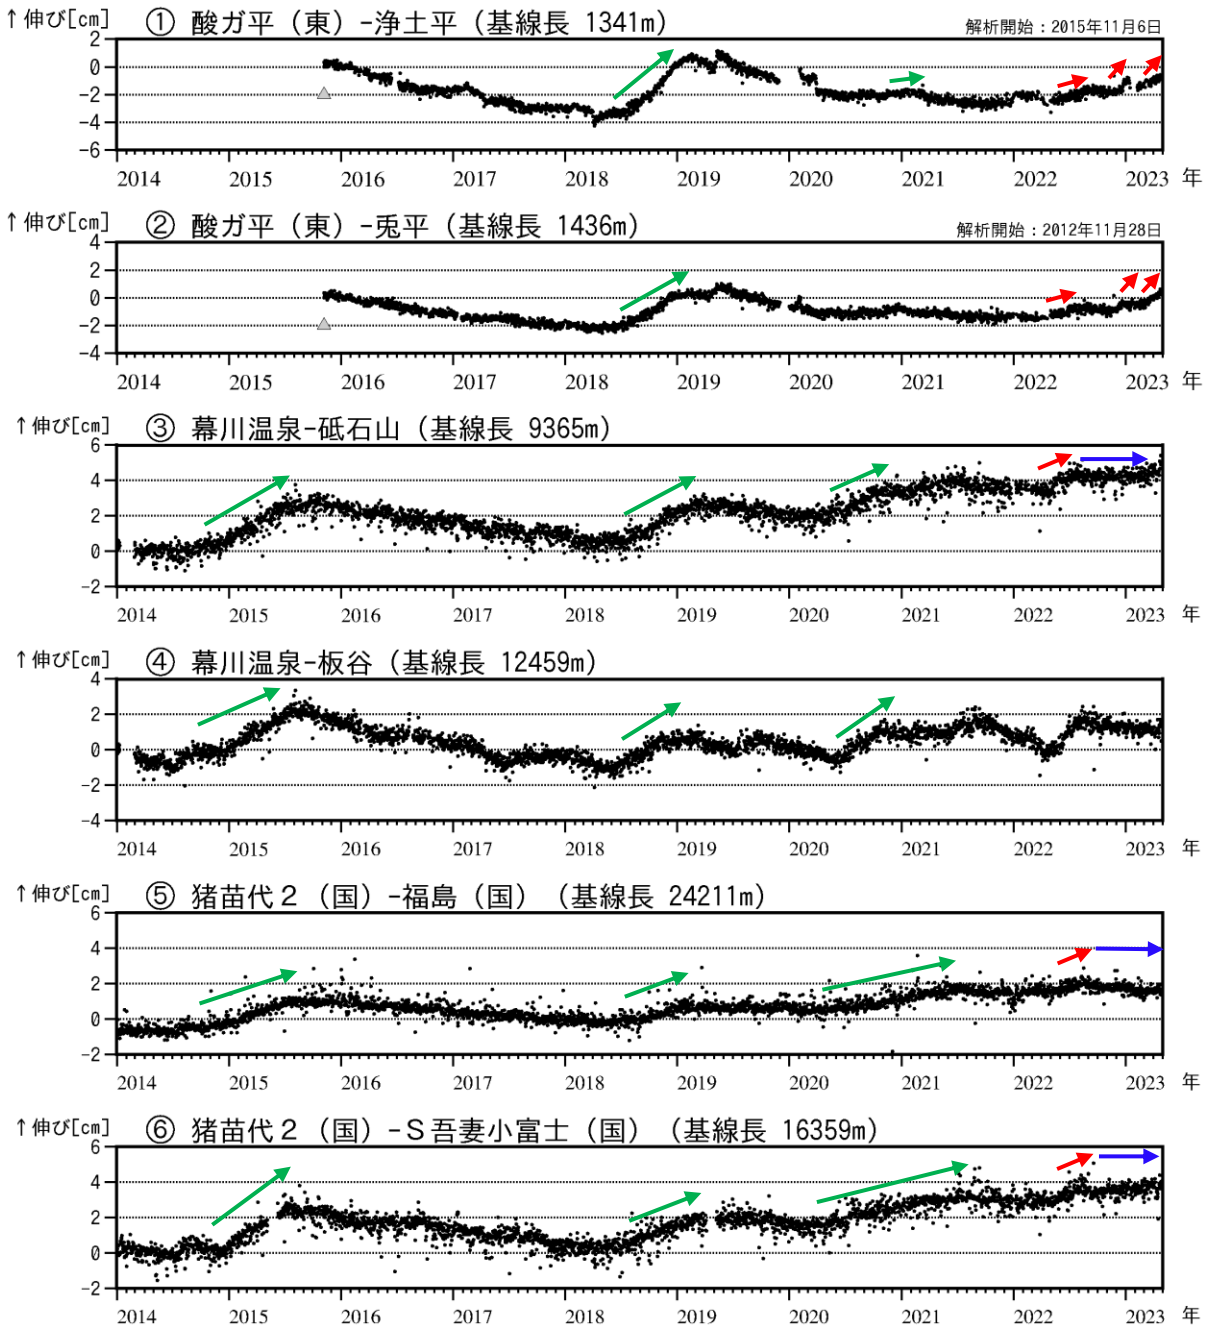 ↑伸び[cm] ① 酸ガ平（東）-浄土平（基線長 1341m） 解析開始：2015年11月6日
2
0
-2
-4
-6
2014 2015 2016 2017 2018 2019 2020 2021 2022 2023 年
↑伸び[cm] ② 酸ガ平（東）-兎平（基線長 1436m） 解析開始：2012年11月28日
4
2
0
-2
-4
2014 2015 2016 2017 2018 2019 2020 2021 2022 2023 年
↑伸び[cm] ③ 幕川温泉-砥石山（基線長 9365m）
6
4
2
0
-2
2014 2015 2016 2017 2018 2019 2020 2021 2022 2023 年
↑伸び[cm] ④ 幕川温泉-板谷（基線長 12459m）
4
2
0
-2
-4
2014 2015 2016 2017 2018 2019 2020 2021 2022 2023 年
↑伸び[cm] ⑤ 猪苗代２（国）-福島（国）（基線長 24211m）
6
4
2
0
-2
2014 2015 2016 2017 2018 2019 2020 2021 2022 2023 年
↑伸び[cm] ⑥ 猪苗代２（国）-Ｓ吾妻小富士（国）（基線長 16359m）
6
4
2
0
-2
2014 2015 2016 2017 2018 2019 2020 2021 2022 2023 年